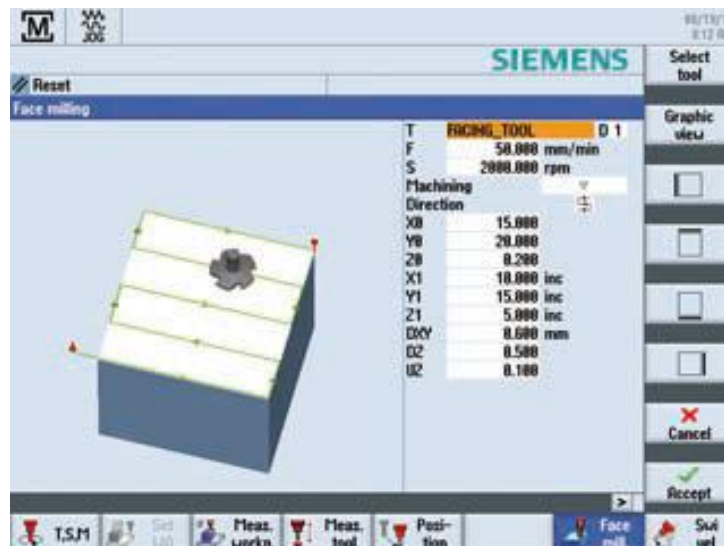 M
JOG
SIEMENS
Reset
Face milling
T FACING_TOOL D 1
F 50.000 mm/min
S 2000.000 rpm
Machining
Direction
X0 15.000
Y0 20.000
Z0 0.200
X1 10.000 inc
Y1 15.000 inc
Z1 5.000 inc
DXY 0.600 mm
DZ 0.500
UZ 0.100
Select
tool
Graphic
view
Cancel
Accept
>
T,S,M
Set
Meas.
workp.
Meas.
tool
Posi-
tion
Face
mill.